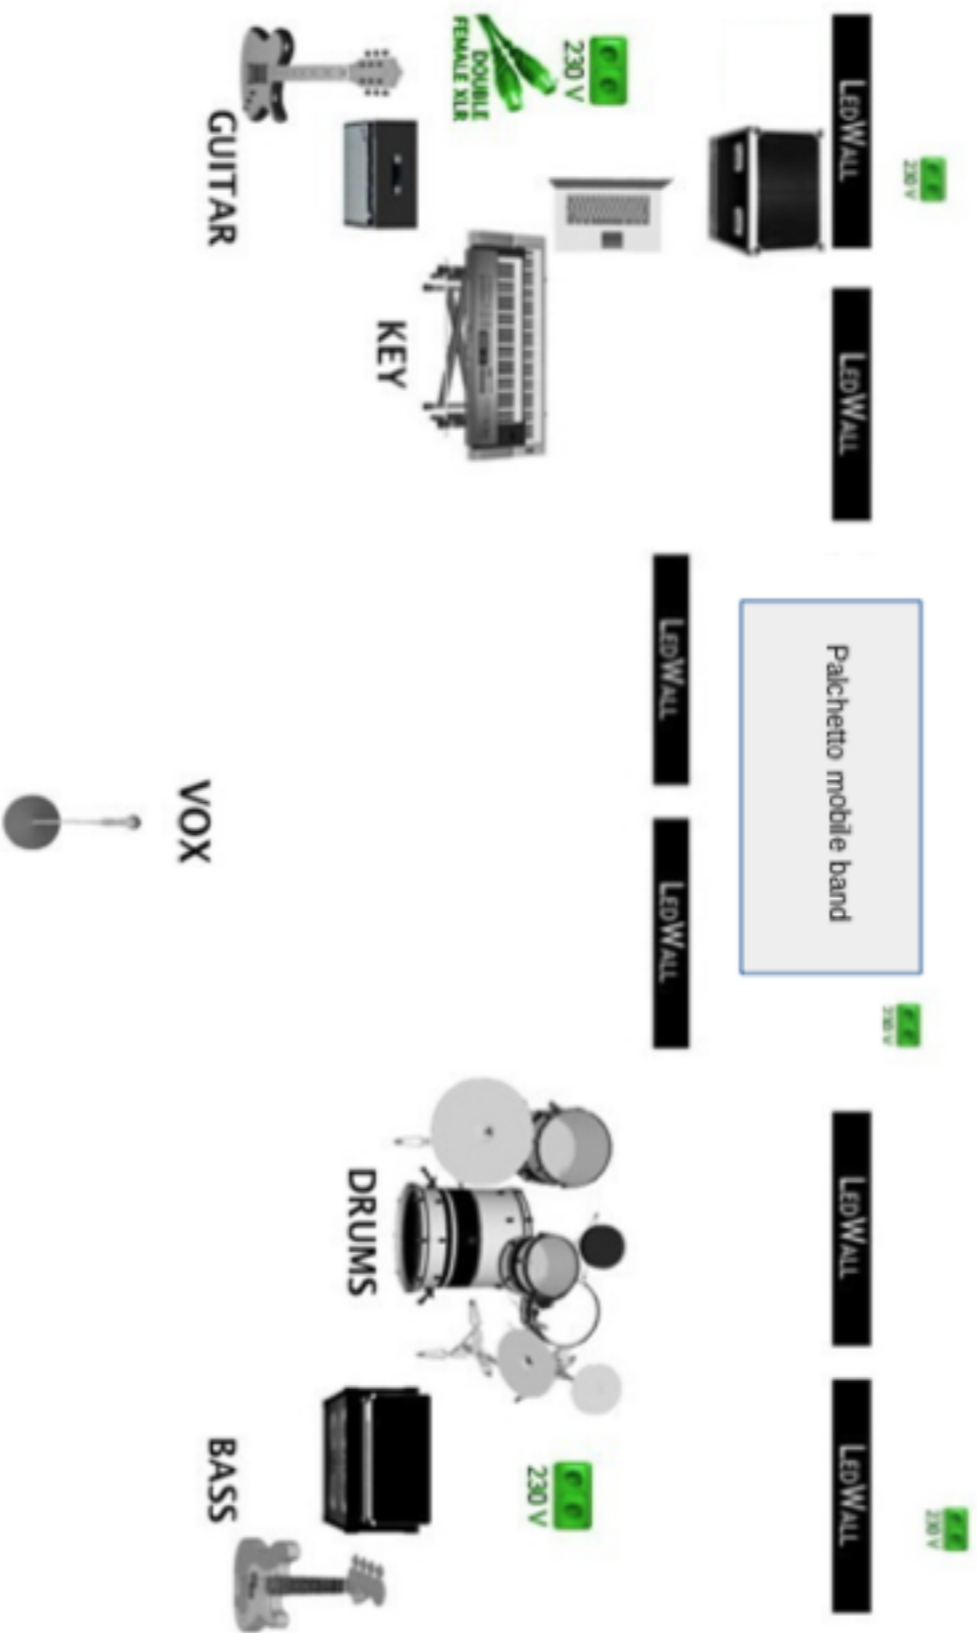 230 V
230 V
230 V
LEDWALL
LEDWALL
Palchetto mobile band
LEDWALL
LEDWALL
LEDWALL
LEDWALL
230 V
230 V
DOUBLE
FEMALE XLR
KEY
DRUMS
GUITAR
BASS
VOX